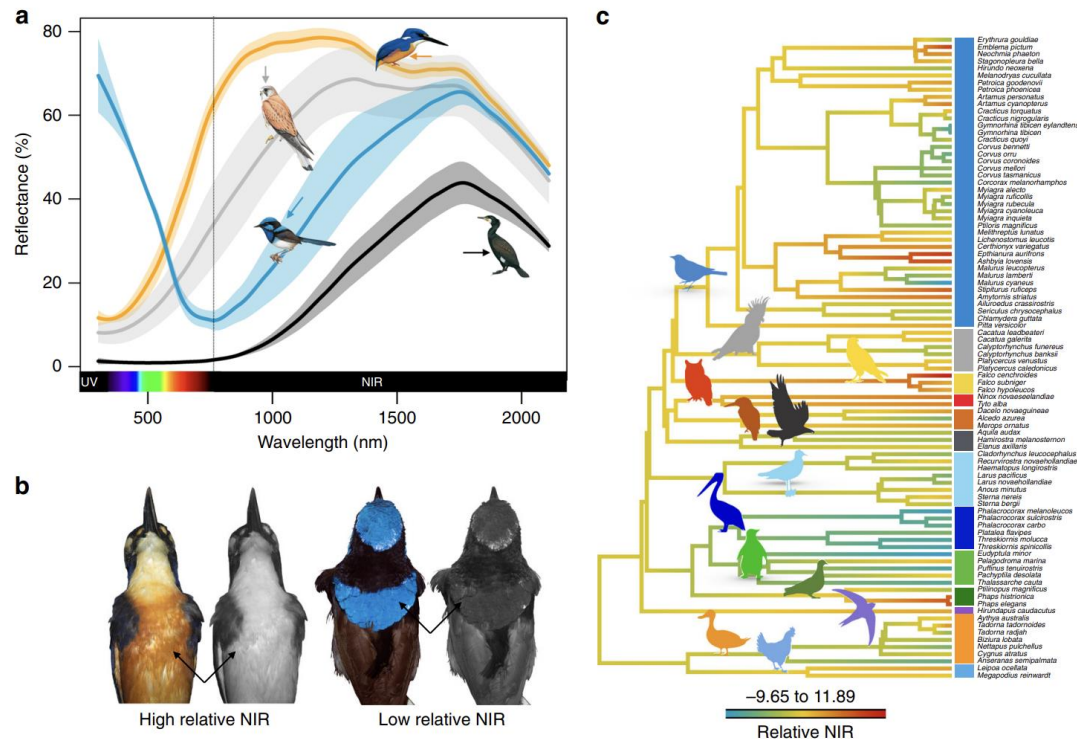 a
80
60
40
20
0
Reflectance (%)
UV
NIR
500
1000
1500
2000
Wavelength (nm)
b
High relative NIR
Low relative NIR
c
Erythrura gouldiae
Emblema pictum
Neochmia phaeton
Stagonopleura bella
Hirundo neoxena
Melanodryas cucullata
Petroica goodenovii
Petroica phoenicea
Artamus personatus
Artamus cyanopterus
Cracticus torquatus
Cracticus nigrogularis
Gymnorhina tibicen eylandtens
Gymnorhina tibicen
Cracticus quoyi
Corvus bennetti
Corvus orru
Corvus coronoides
Corvus mellori
Corvus tasmanicus
Corcorax melanorhamphos
Myiagra alecto
Myiagra ruficollis
Myiagra rubecula
Myiagra cyanoleuca
Myiagra inquieta
Ptiloris magnificus
Melithreptus lunatus
Lichenostomus leucotis
Certhionyx variegatus
Epthianura aurifrons
Ashbyia lovensis
Malurus leucopterus
Malurus lamberti
Malurus cyaneus
Stipiturus ruficeps
Amytornis striatus
Ailuroedus crassirostris
Sericulus chrysocephalus
Chlamydera guttata
Pitta versicolor
Cacatua leadbeateri
Cacatua galerita
Calyptorhynchus funereus
Calyptorhynchus banksii
Platycercus venustus
Platycercus caledonicus
Falco cenchroides
Falco subniger
Falco hypoleucos
Ninox novaeseelandiae
Tyto alba
Dacelo novaeguineae
Alcedo azurea
Merops ornatus
Aquila audax
Hamirostra melanosternon
Elanus axillaris
Cladorhynchus leucocephalus
Recurvirostra novaehollandiae
Haematopus longirostris
Larus pacificus
Larus novaehollandiae
Anous minutus
Sterna nereis
Sterna bergii
Phalacrocorax melanoleucos
Phalacrocorax sulcirostris
Phalacrocorax carbo
Platalea flavipes
Threskiornis molucca
Threskiornis spinicollis
Eudyptula minor
Pelagodroma marina
Puffinus tenuirostris
Pachyptila desolata
Thalassarche cauta
Ptilinopus magnificus
Phaps histrionica
Phaps elegans
Hirundapus caudacutus
Aythya australis
Tadorna tadornoides
Tadorna radjah
Biziura lobata
Nettapus pulchellus
Cygnus atratus
Anseranas semipalmata
Leipoa ocellata
Megapodius reinwardt
–9.65 to 11.89
Relative NIR